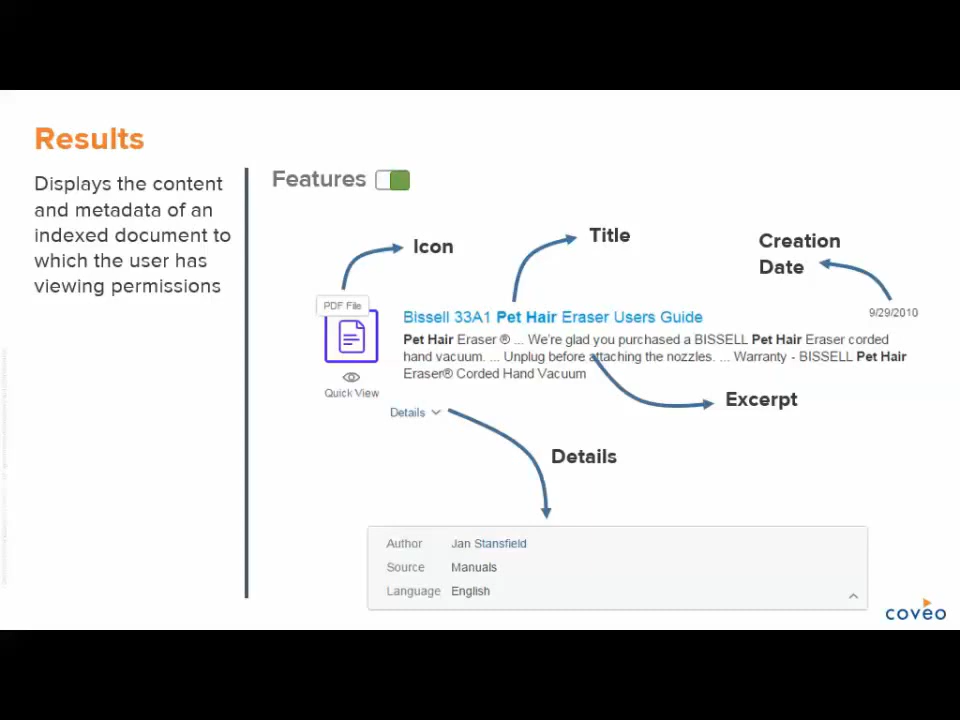 Results
Displays the content
and metadata of an
indexed document to
which the user has
viewing permissions
Features
Icon
Title
Creation
Date
PDF File
9/29/2010
Bissell 33A1 Pet Hair Eraser Users Guide
Pet Hair Eraser ® ... We're glad you purchased a BISSELL Pet Hair Eraser corded
hand vacuum. ... Unplug before attaching the nozzles. ... Warranty - BISSELL Pet Hair
Eraser® Corded Hand Vacuum
Quick View
Excerpt
Details
Details
Author Jan Stansfield
Source Manuals
Language English
coveo